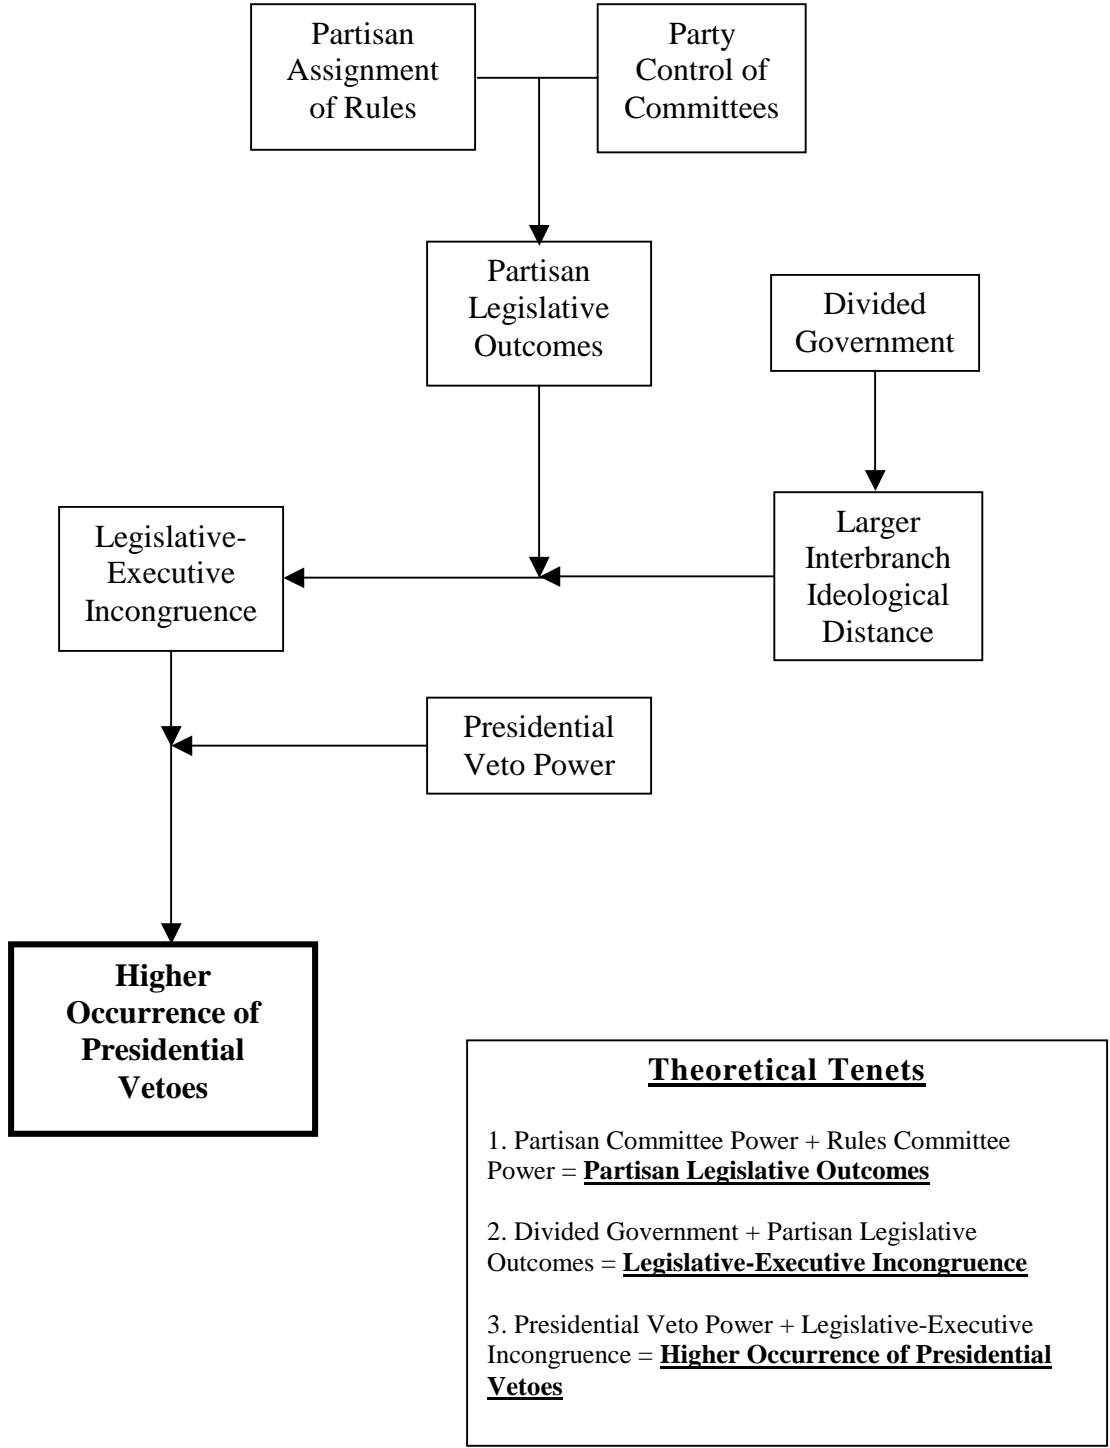 Partisan
Assignment
of Rules
Party
Control of
Committees
Partisan
Legislative
Outcomes
Divided
Government
Legislative-
Executive
Incongruence
Larger
Interbranch
Ideological
Distance
Presidential
Veto Power
Higher
Occurrence of
Presidential
Vetoes
Theoretical Tenets
1. Partisan Committee Power + Rules Committee
Power = Partisan Legislative Outcomes
2. Divided Government + Partisan Legislative
Outcomes = Legislative-Executive Incongruence
3. Presidential Veto Power + Legislative-Executive
Incongruence = Higher Occurrence of Presidential
Vetoes